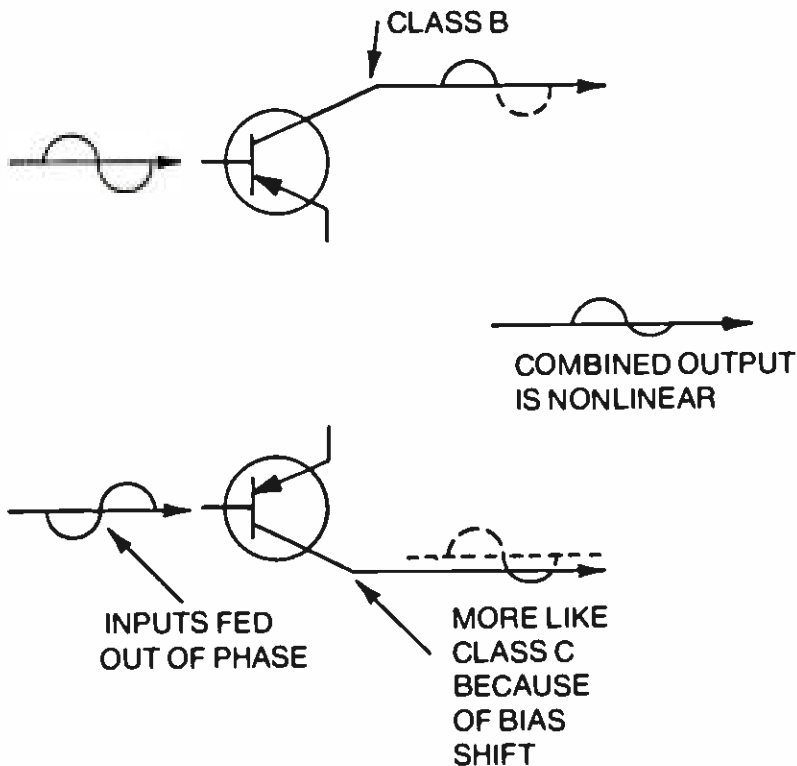 CLASS B
COMBINED OUTPUT
IS NONLINEAR
INPUTS FED
OUT OF PHASE
MORE LIKE
CLASS C
BECAUSE
OF BIAS
SHIFT